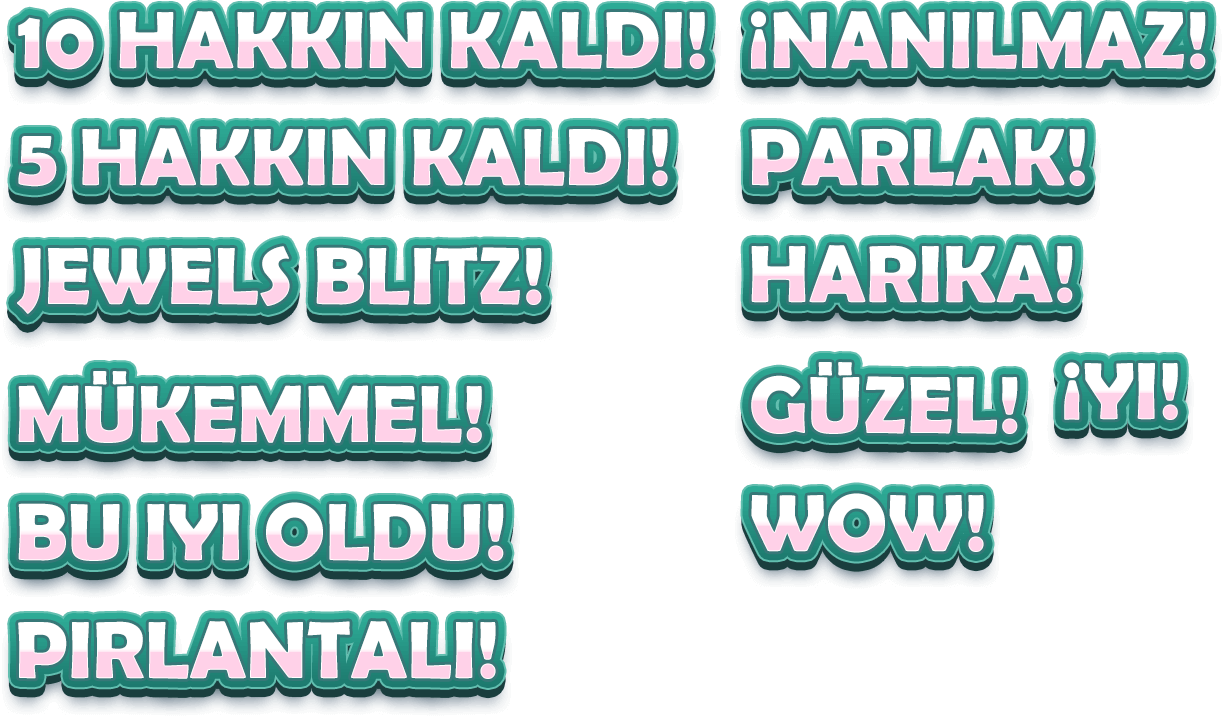 10 HAKKIN KALDI!
5 HAKKIN KALDI!
JEWELS BLITZ!
MÜKEMMEL!
BU IYI OLDU!
PIRLANTALI!
¡NANILMAZ!
PARLAK!
HARIKA!
GÜZEL!
¡YI!
WOW!